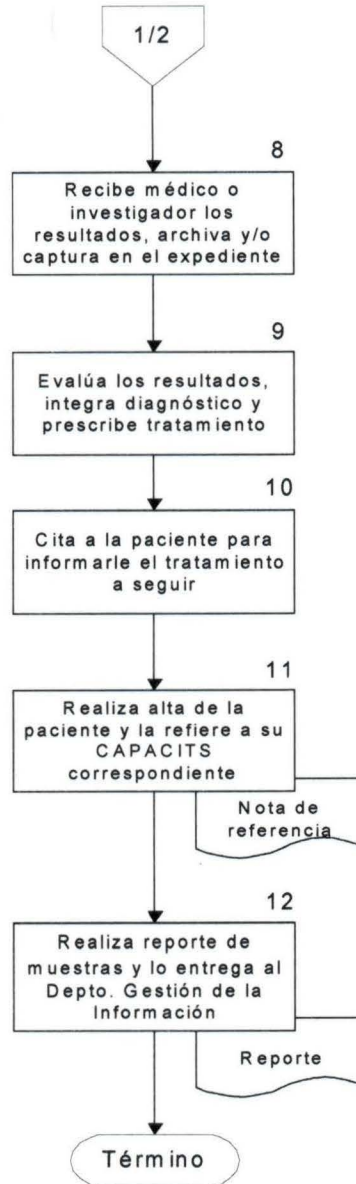 1/2
8
Recibe médico o
investigador los
resultados, archiva y/o
captura en el expediente
9
Evalúa los resultados,
integra diagnóstico y
prescribe tratamiento
10
Cita a la paciente para
informarle el tratamiento
a seguir
11
Realiza alta de la
paciente y la refiere a su
CAPACITS
correspondiente
Nota de
referencia
12
Realiza reporte de
muestras y lo entrega al
Depto. Gestión de la
Información
Reporte
Término